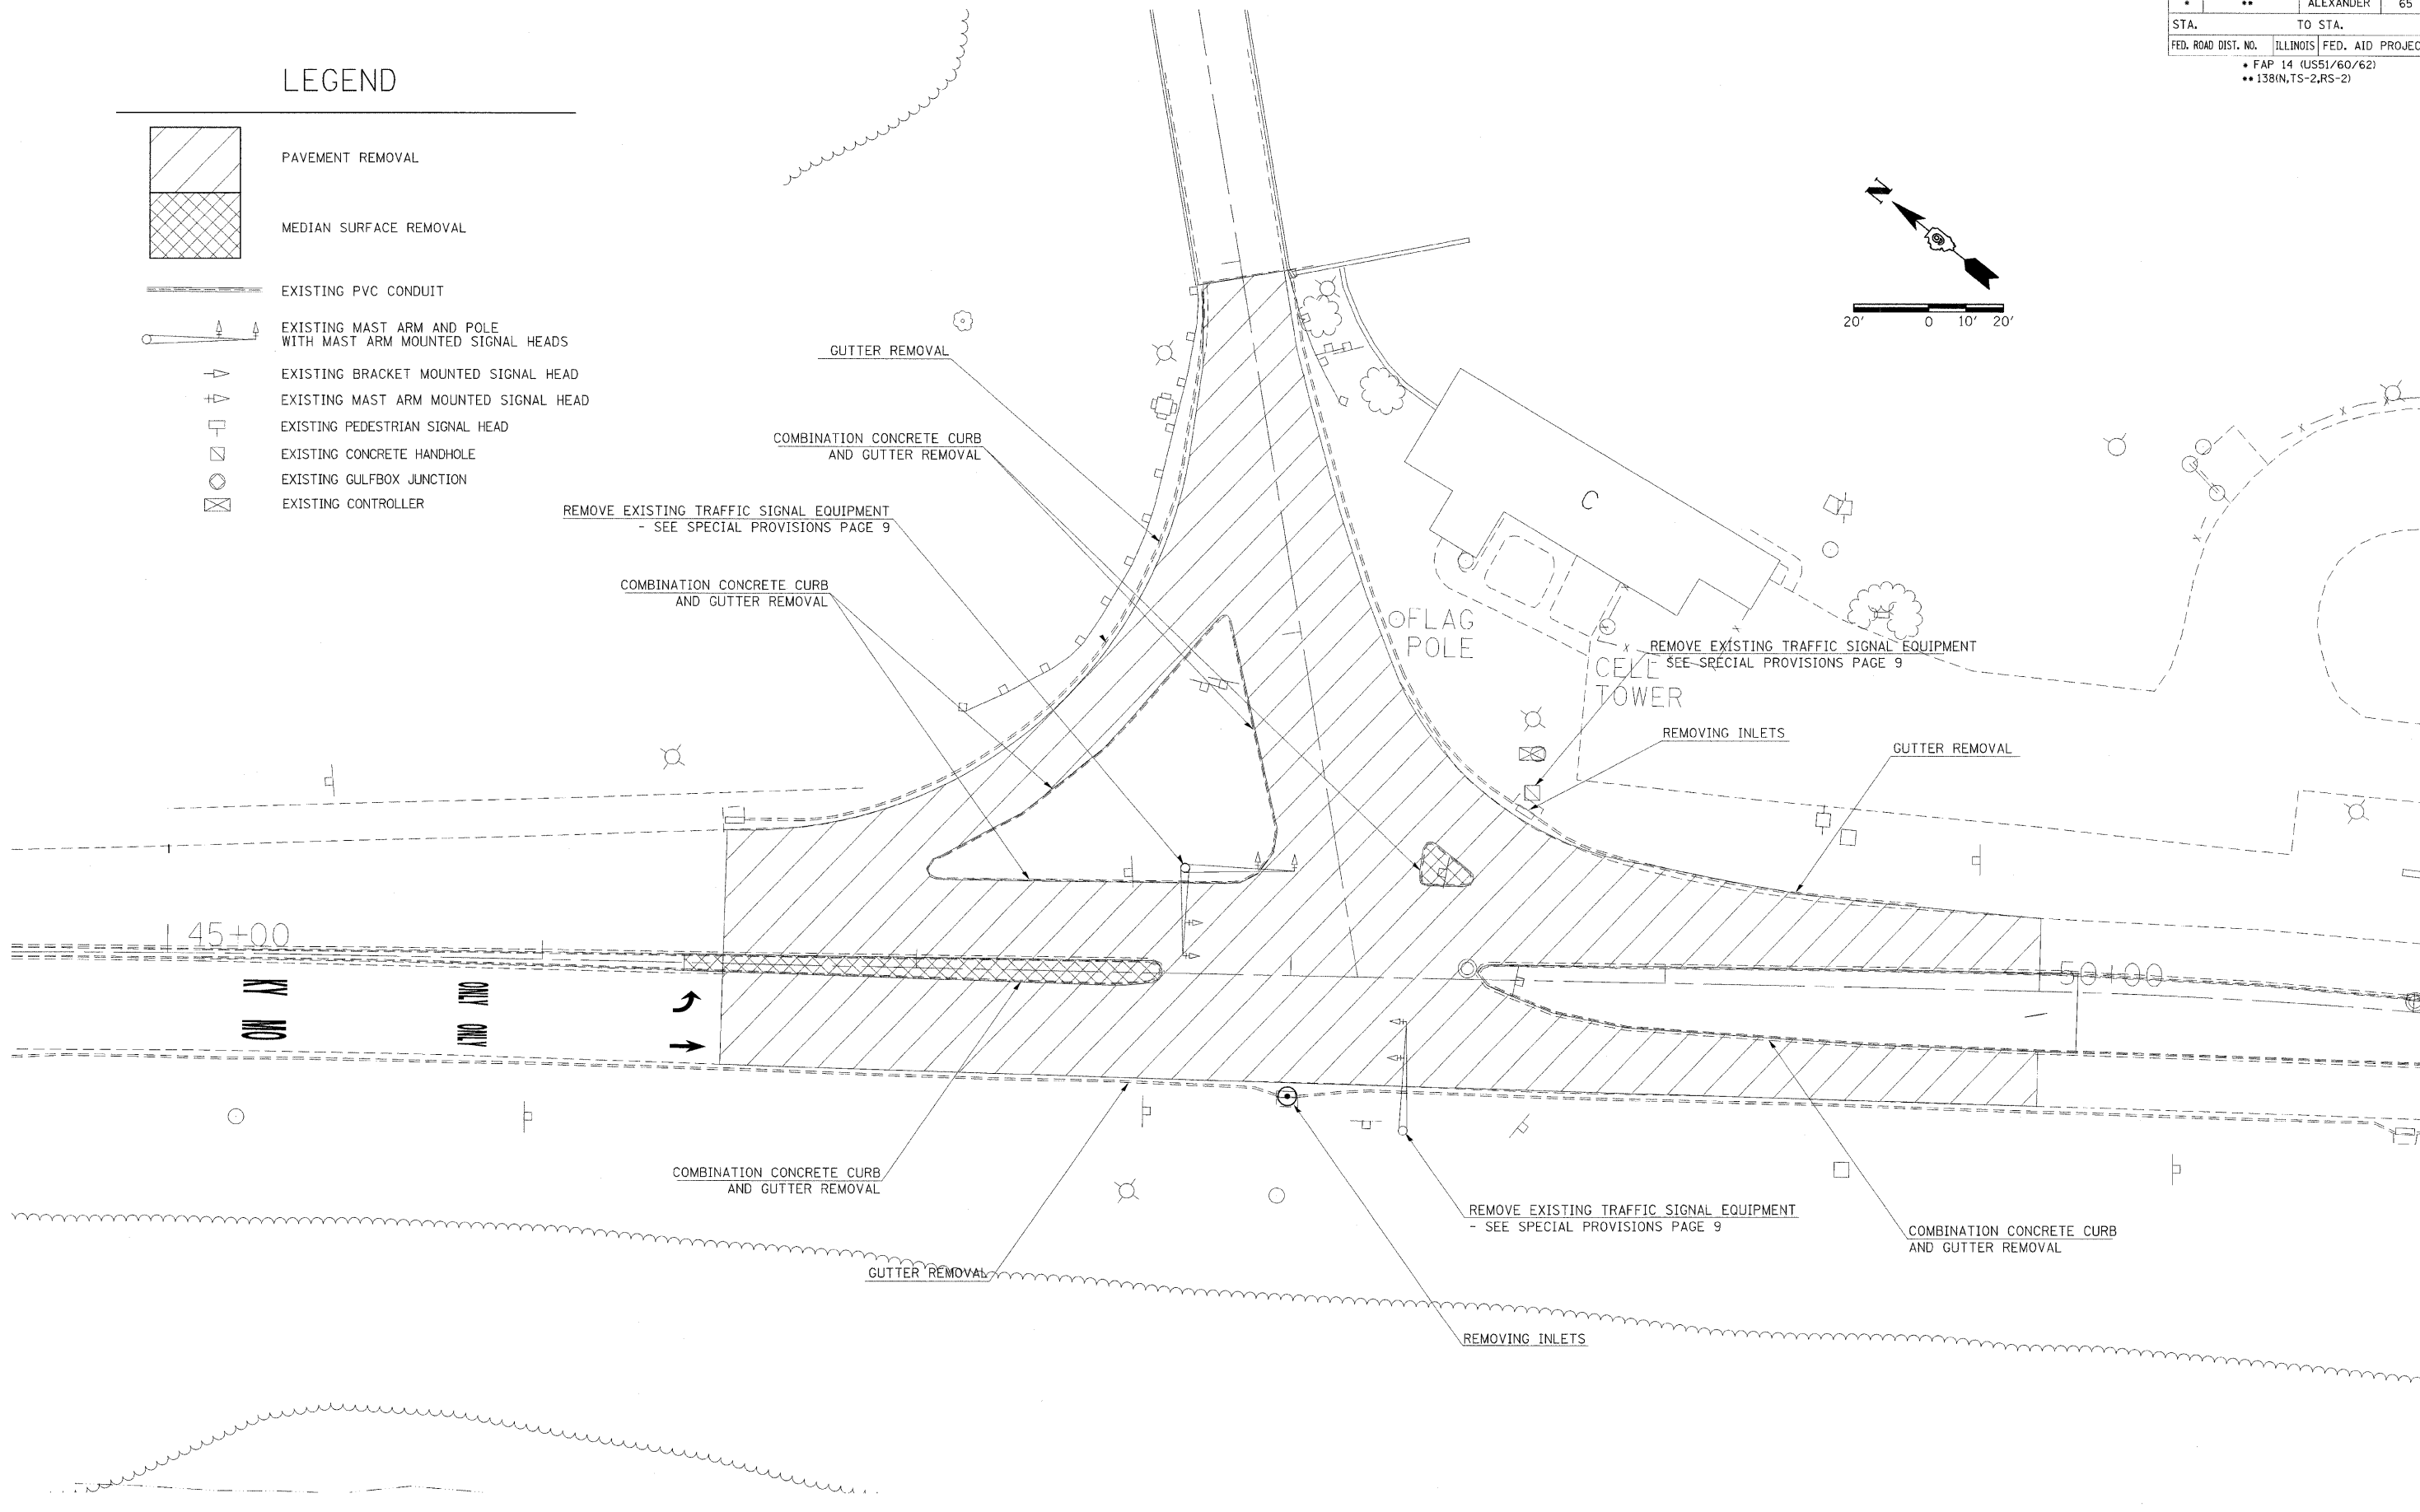 * ** ALEXANDER 65
STA. TO STA.
FED. ROAD DIST. NO. ILLINOIS FED. AID PROJEC
* FAP 14 (US51/60/62)
** 138(N,TS-2,RS-2)
LEGEND
PAVEMENT REMOVAL
MEDIAN SURFACE REMOVAL
EXISTING PVC CONDUIT
EXISTING MAST ARM AND POLE
WITH MAST ARM MOUNTED SIGNAL HEADS
EXISTING BRACKET MOUNTED SIGNAL HEAD
EXISTING MAST ARM MOUNTED SIGNAL HEAD
EXISTING PEDESTRIAN SIGNAL HEAD
EXISTING CONCRETE HANDHOLE
EXISTING GULFBOX JUNCTION
EXISTING CONTROLLER
N
20' 0 10' 20'
GUTTER REMOVAL
COMBINATION CONCRETE CURB
AND GUTTER REMOVAL
REMOVE EXISTING TRAFFIC SIGNAL EQUIPMENT
- SEE SPECIAL PROVISIONS PAGE 9
COMBINATION CONCRETE CURB
AND GUTTER REMOVAL
C
FLAG
POLE
REMOVE EXISTING TRAFFIC SIGNAL EQUIPMENT
SEE SPECIAL PROVISIONS PAGE 9
CELL
TOWER
REMOVING INLETS
GUTTER REMOVAL
45+00
50+00
KY ONLY
MO ONLY
COMBINATION CONCRETE CURB
AND GUTTER REMOVAL
REMOVE EXISTING TRAFFIC SIGNAL EQUIPMENT
- SEE SPECIAL PROVISIONS PAGE 9
COMBINATION CONCRETE CURB
AND GUTTER REMOVAL
GUTTER REMOVAL
REMOVING INLETS